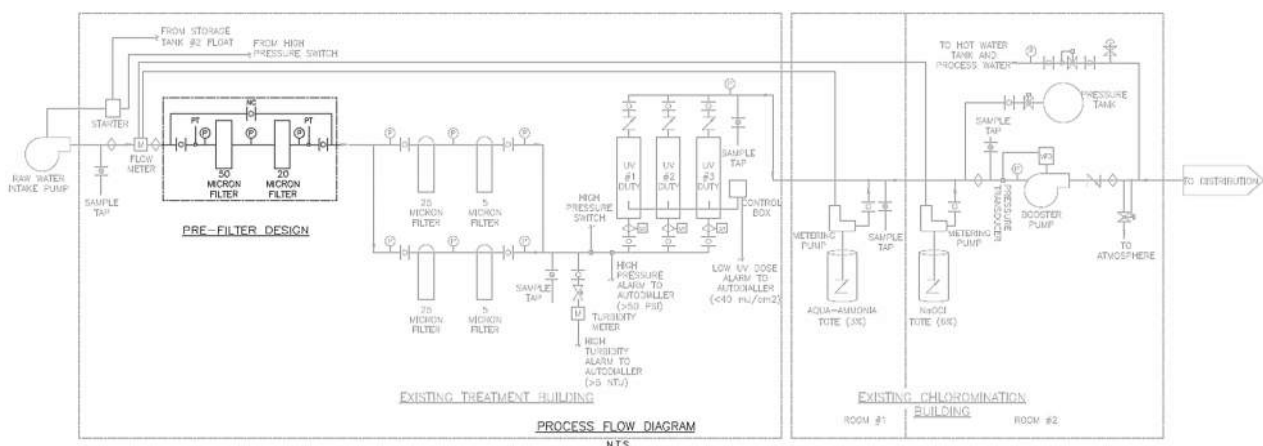 FROM STORAGE
TANK #2 FLOAT
FROM HIGH
PRESSURE SWITCH
STARTER
RAW WATER
INTAKE PUMP
SAMPLE
TAP
M
FLOW
METER
NC
PT
P
P
P
PT
50
MICRON
FILTER
20
MICRON
FILTER
PRE-FILTER DESIGN
P
P
P
25
MICRON
FILTER
5
MICRON
FILTER
P
P
P
25
MICRON
FILTER
5
MICRON
FILTER
SAMPLE
TAP
HIGH
PRESSURE
SWITCH
M
TURBIDITY
METER
HIGH
TURBIDITY
ALARM TO
AUTODIALLER
(>5 NTU)
HIGH
PRESSURE
ALARM TO
AUTODIALLER
(>50 PSI)
UV
#1
DUTY
UV
#2
DUTY
UV
#3
DUTY
M
M
M
P
SAMPLE
TAP
CONTROL
BOX
LOW UV DOSE
ALARM TO
AUTODIALLER
(<40 mJ/cm2)
EXISTING TREATMENT BUILDING
PROCESS FLOW DIAGRAM
NTS
METERING
PUMP
SAMPLE
TAP
AQUA-AMMONIA
TOTE (3%)
METERING
PUMP
NaOCl
TOTE (6%)
TO HOT WATER
TANK AND
PROCESS WATER
P
PRESSURE
TANK
SAMPLE
TAP
PRESSURE
TRANSDUCER
P
VFD
BOOSTER
PUMP
TO
ATMOSPHERE
TO DISTRIBUTION
EXISTING CHLORAMINATION
BUILDING
ROOM #1
ROOM #2